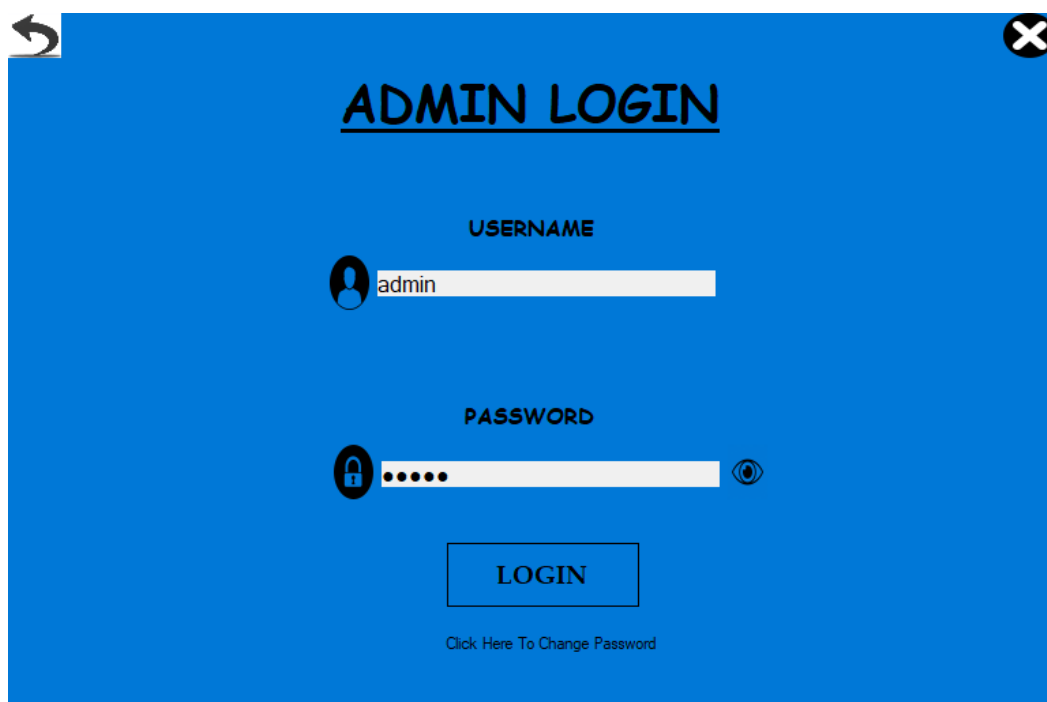 ADMIN LOGIN
USERNAME
admin
PASSWORD
●●●●●
LOGIN
Click Here To Change Password